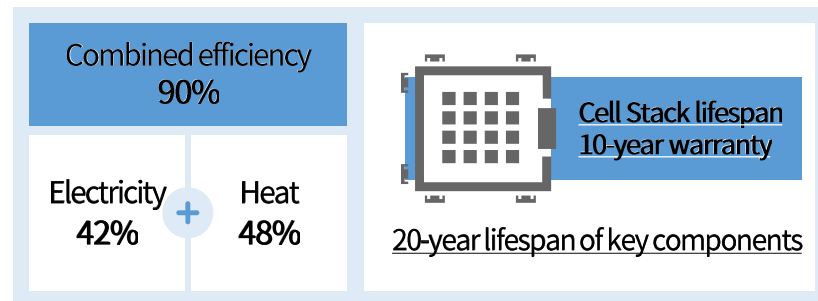 Combined efficiency
90%
Electricity
42%
+
Heat
48%
Cell Stack lifespan
10-year warranty
20-year lifespan of key components